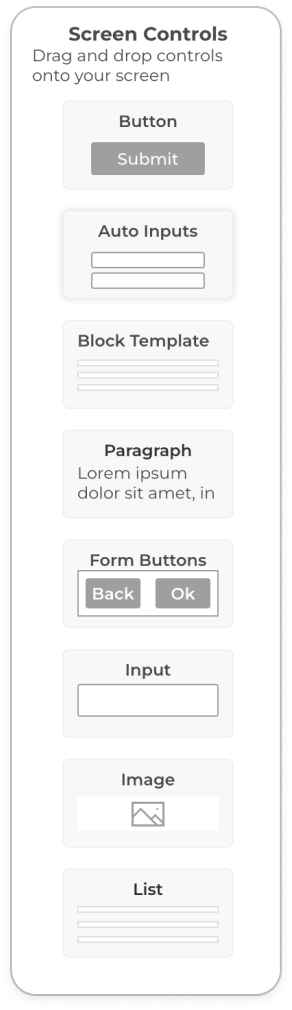 Screen Controls
Drag and drop controls
onto your screen
Button
Submit
Auto Inputs
Block Template
Paragraph
Lorem ipsum
dolor sit amet, in
Form Buttons
Back Ok
Input
Image
List